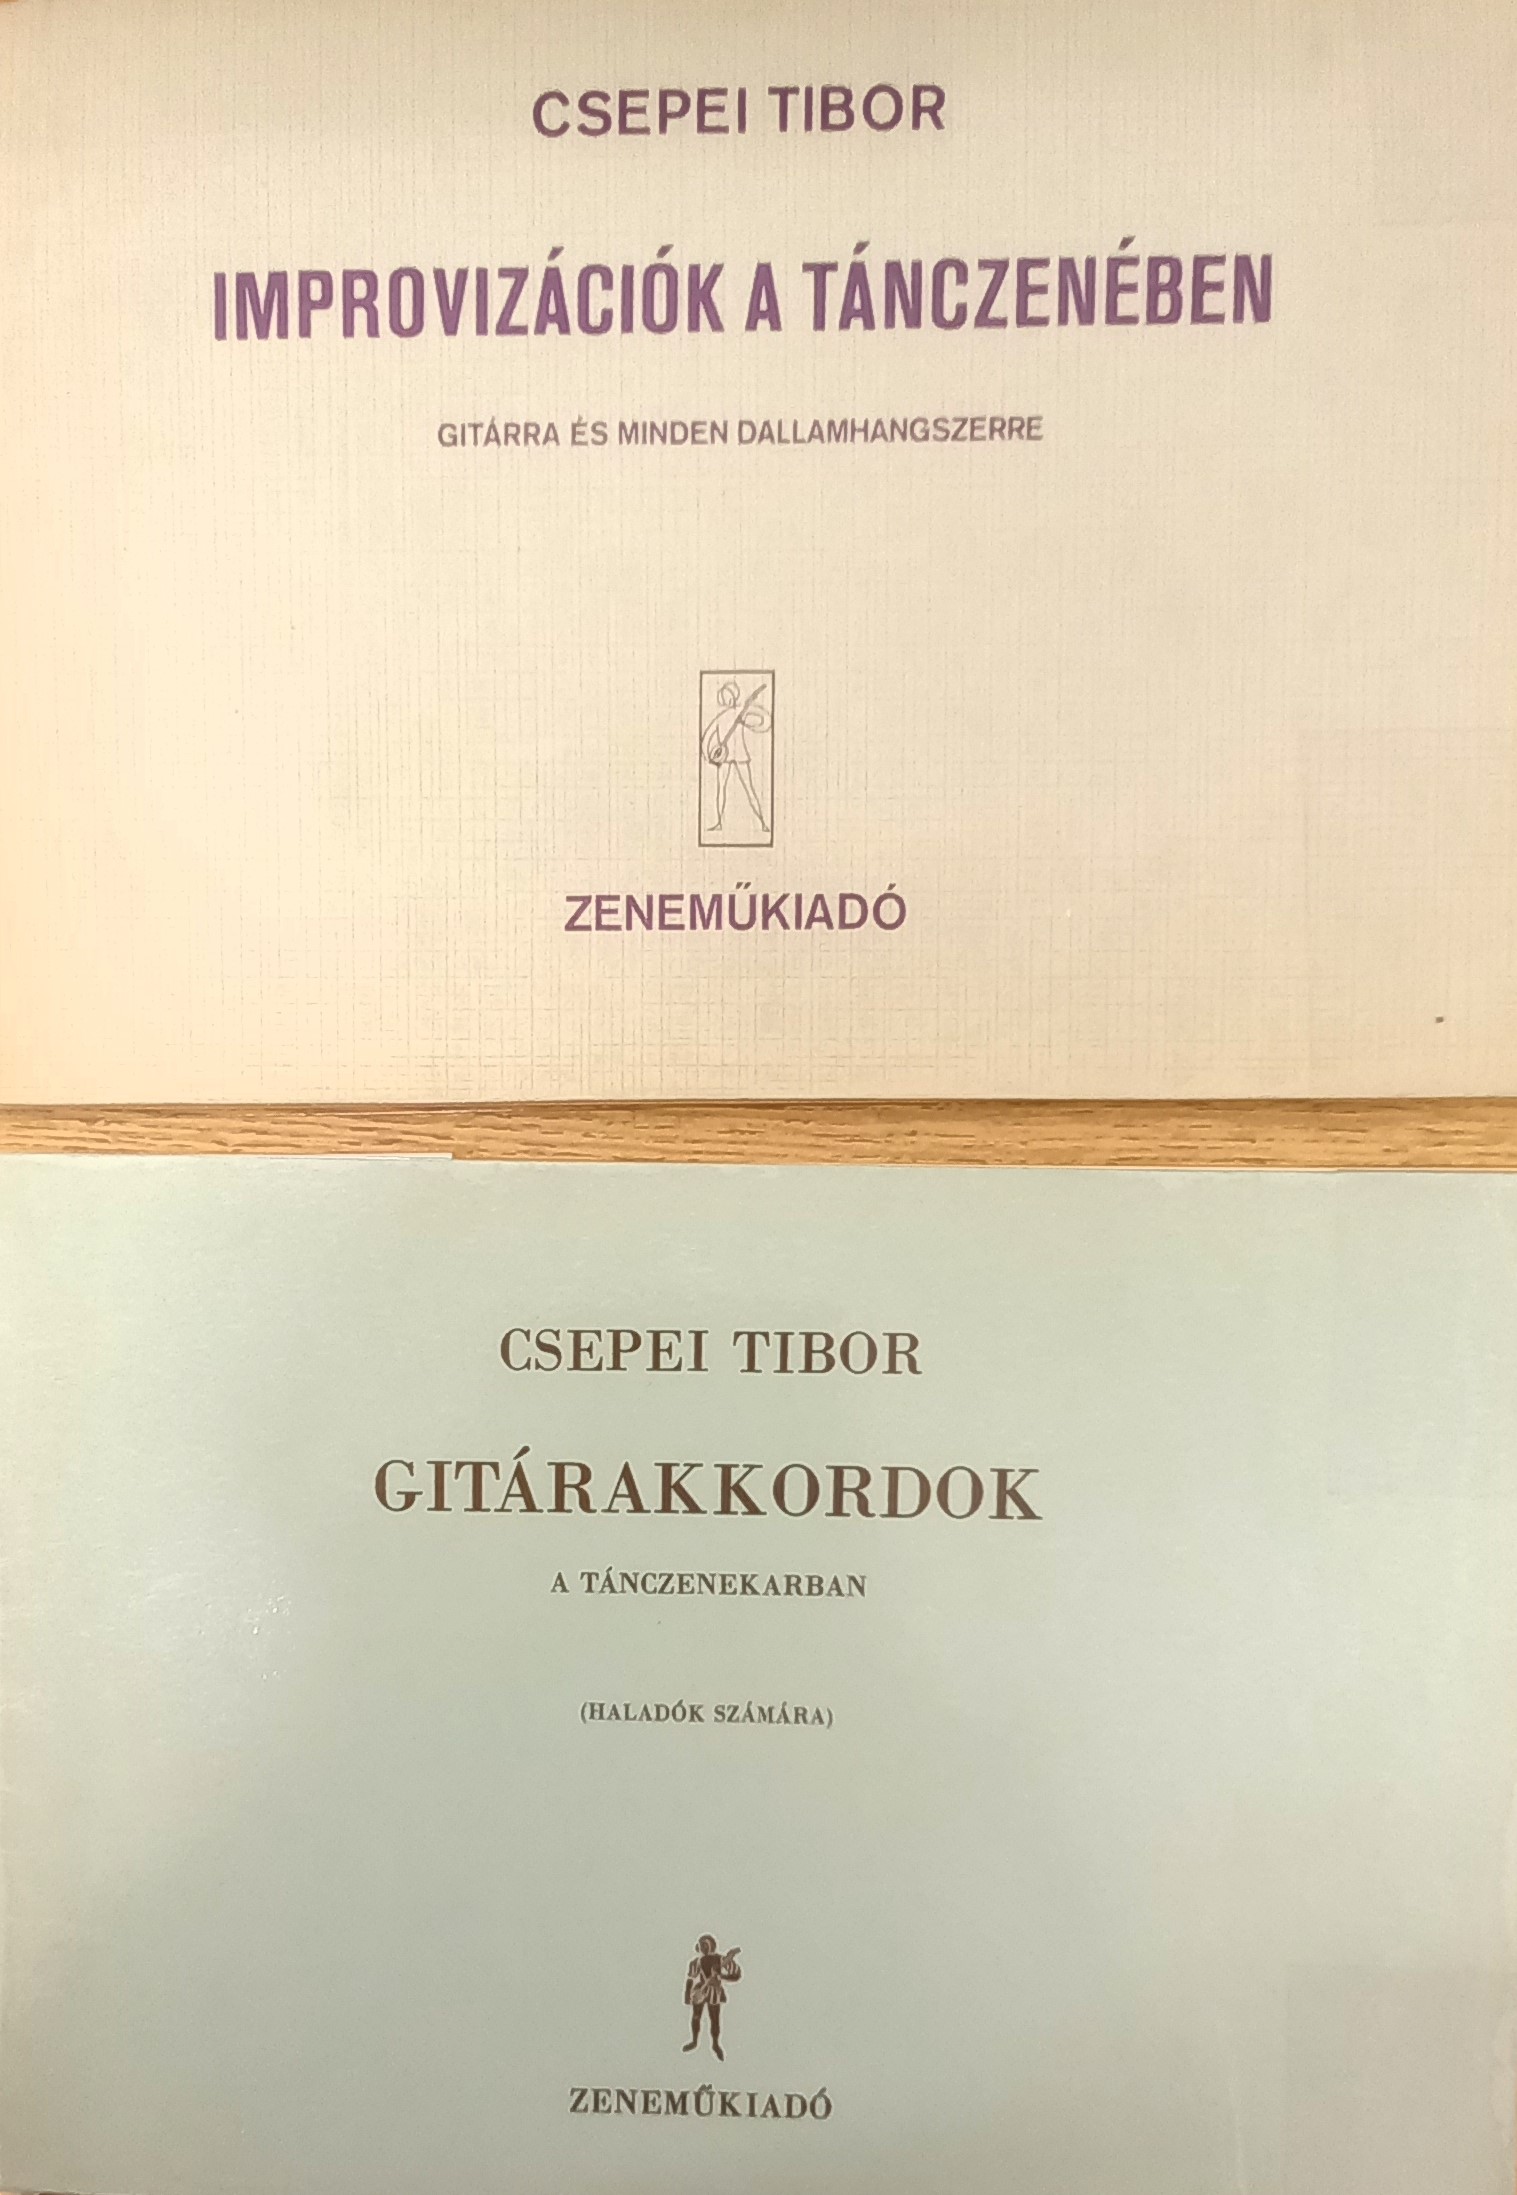 CSEPEI TIBOR
IMPROVIZÁCIÓK A TÁNCZENÉBEN
GITÁRRA ÉS MINDEN DALLAMHANGSZERRE
ZENEMŰKIADÓ
CSEPEI TIBOR
GITÁRAKKORDOK
A TÁNCZENEKARBAN
(HALADÓK SZÁMÁRA)
ZENEMŰKIADÓ